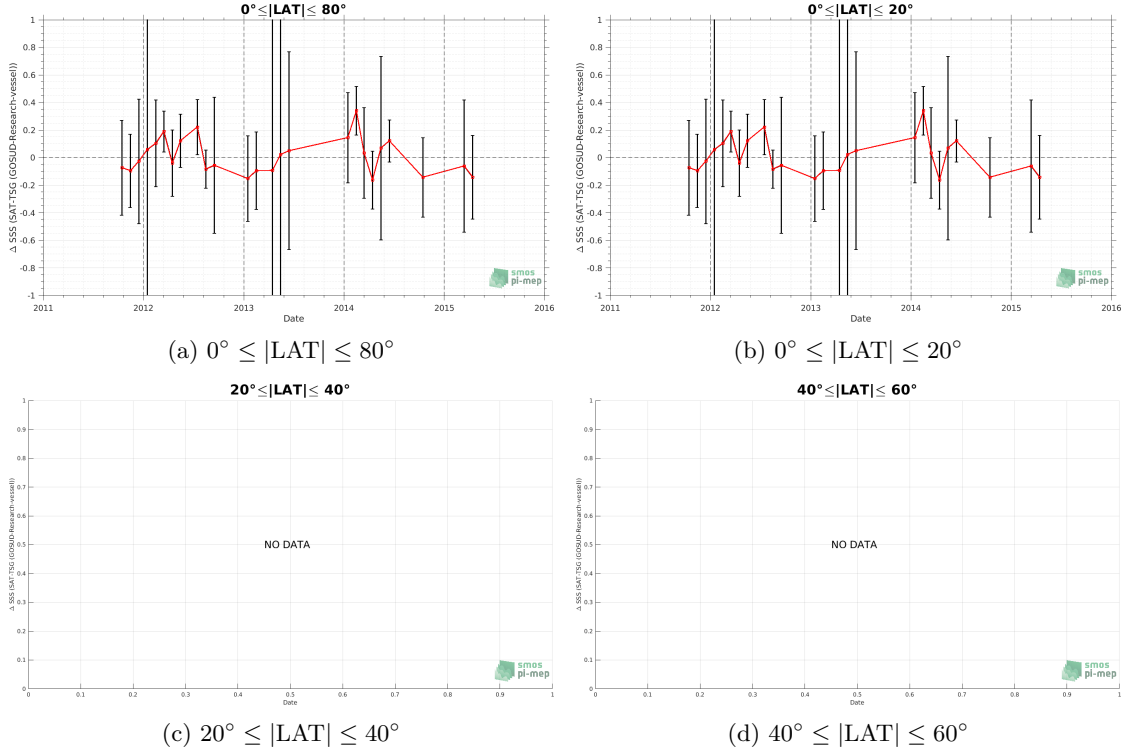 0°≤|LAT|≤ 80°
Δ SSS (SAT-TSG (GOSUD-Research-vessel))
1
0.8
0.6
0.4
0.2
0
-0.2
-0.4
-0.6
-0.8
-1
2011 2012 2013 2014 2015 2016
Date
smos
pi-mep
(a) 0° ≤ |LAT| ≤ 80°
0°≤|LAT|≤ 20°
Δ SSS (SAT-TSG (GOSUD-Research-vessel))
1
0.8
0.6
0.4
0.2
0
-0.2
-0.4
-0.6
-0.8
-1
2011 2012 2013 2014 2015 2016
Date
smos
pi-mep
(b) 0° ≤ |LAT| ≤ 20°
20°≤|LAT|≤ 40°
Δ SSS (SAT-TSG (GOSUD-Research-vessel))
1
0.9
0.8
0.7
0.6
0.5
0.4
0.3
0.2
0.1
0
NO DATA
0 0.1 0.2 0.3 0.4 0.5 0.6 0.7 0.8 0.9 1
Date
smos
pi-mep
(c) 20° ≤ |LAT| ≤ 40°
40°≤|LAT|≤ 60°
Δ SSS (SAT-TSG (GOSUD-Research-vessel))
1
0.9
0.8
0.7
0.6
0.5
0.4
0.3
0.2
0.1
0
NO DATA
0 0.1 0.2 0.3 0.4 0.5 0.6 0.7 0.8 0.9 1
Date
smos
pi-mep
(d) 40° ≤ |LAT| ≤ 60°